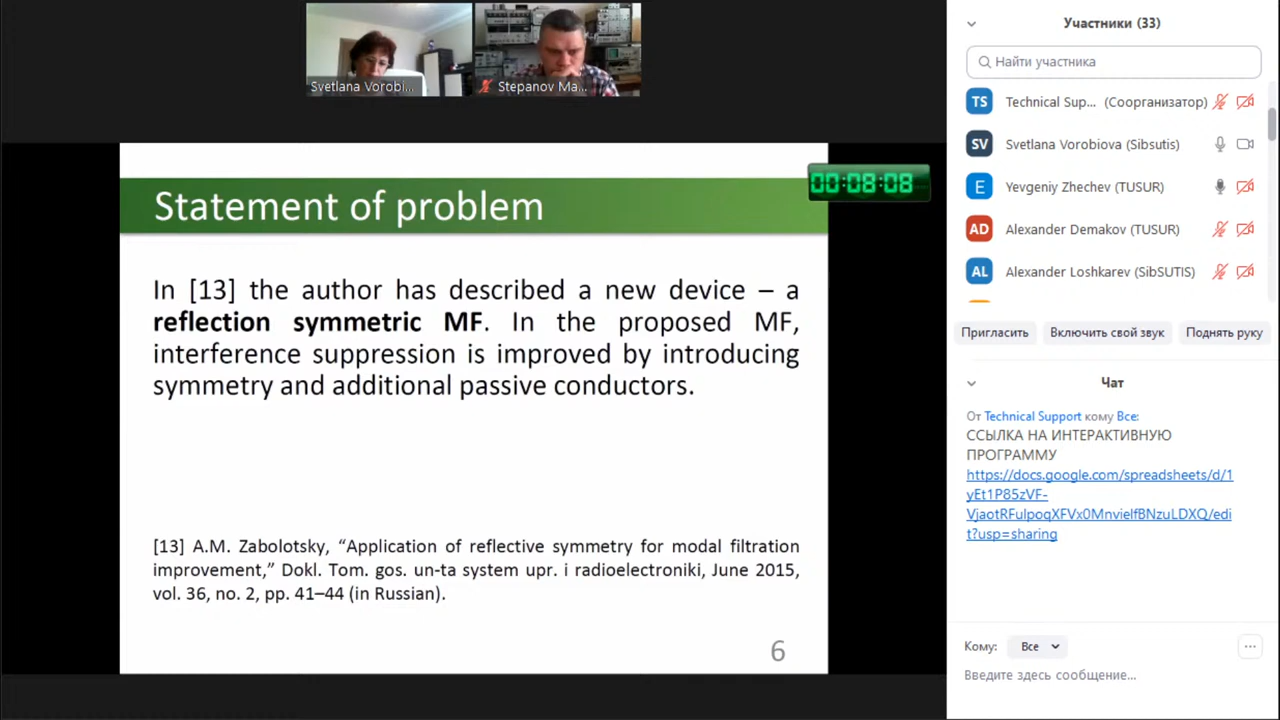 Svetlana Vorobi...
Stepanov Ma...
00:08:08
Statement of problem
In [13] the author has described a new device – a
reflection symmetric MF. In the proposed MF,
interference suppression is improved by introducing
symmetry and additional passive conductors.
[13] A.M. Zabolotsky, “Application of reflective symmetry for modal filtration
improvement,” Dokl. Tom. gos. un-ta system upr. i radioelectroniki, June 2015,
vol. 36, no. 2, pp. 41–44 (in Russian).
6
Участники (33)
Найти участника
TS Technical Sup... (Соорганизатор)
SV Svetlana Vorobiova (Sibsutis)
E Yevgeniy Zhechev (TUSUR)
AD Alexander Demakov (TUSUR)
AL Alexander Loshkarev (SibSUTIS)
Пригласить Включить свой звук Поднять руку
Чат
От Technical Support кому Все:
ССЫЛКА НА ИНТЕРАКТИВНУЮ
ПРОГРАММУ
https://docs.google.com/spreadsheets/d/1
yEt1P85zVF-
VjaotRFulpoqXFVx0MnvielfBNzuLDXQ/edi
t?usp=sharing
Кому: Все
Введите здесь сообщение...